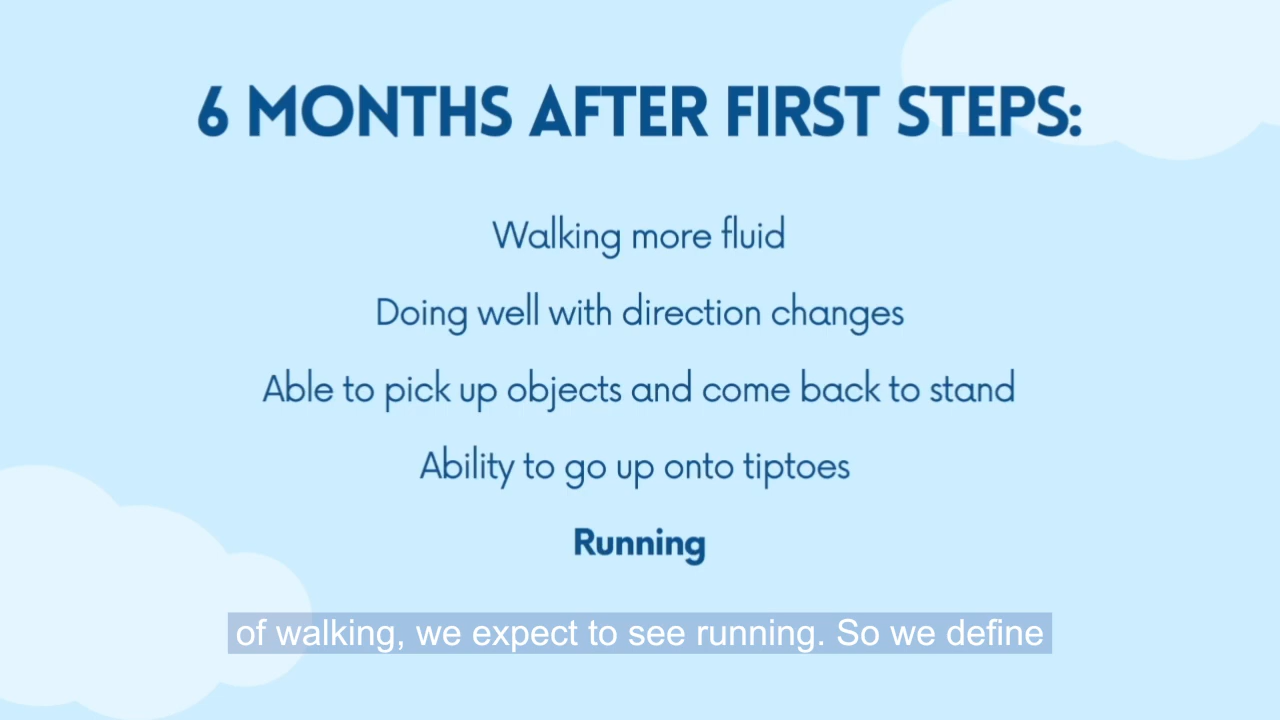 6 MONTHS AFTER FIRST STEPS:
Walking more fluid
Doing well with direction changes
Able to pick up objects and come back to stand
Ability to go up onto tiptoes
Running
of walking, we expect to see running. So we define